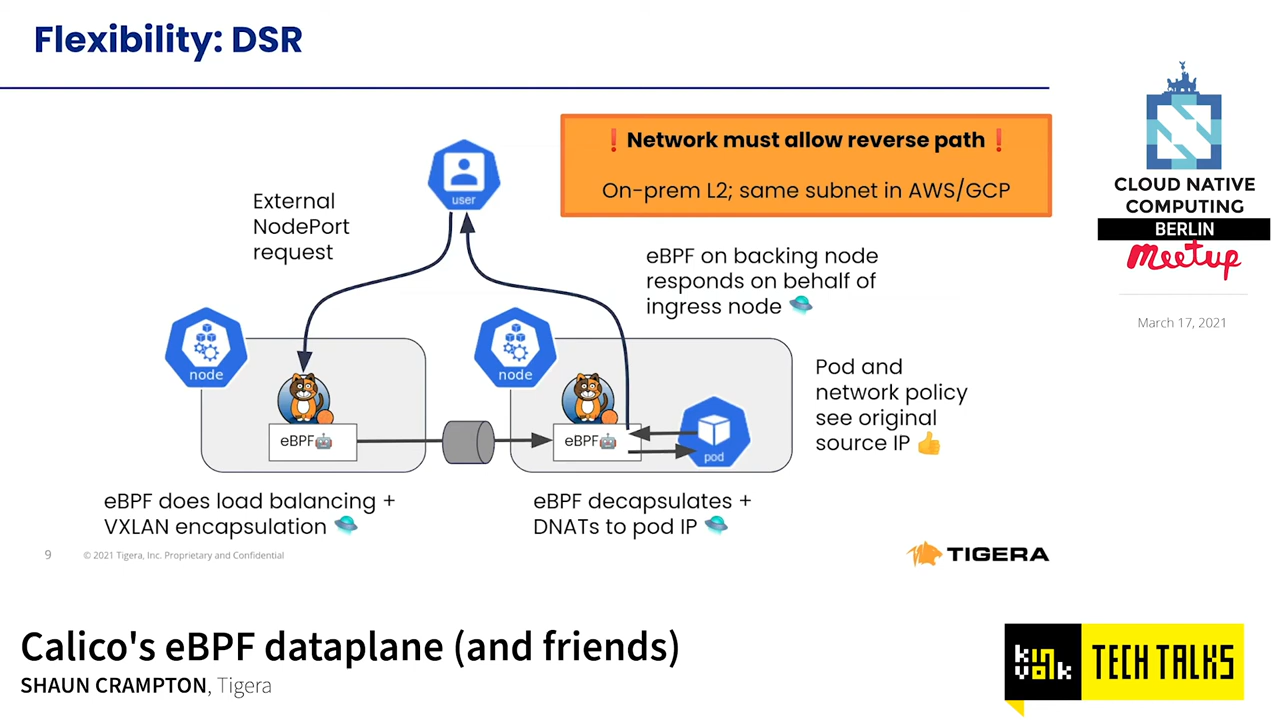 Flexibility: DSR
❗Network must allow reverse path❗
On-prem L2; same subnet in AWS/GCP
user
External
NodePort
request
eBPF on backing node
responds on behalf of
ingress node 🛸
node
node
eBPF🤖
eBPF🤖
pod
Pod and
network policy
see original
source IP 👍
eBPF does load balancing +
VXLAN encapsulation 🛸
eBPF decapsulates +
DNATs to pod IP 🛸
9
© 2021 Tigera, Inc. Proprietary and Confidential
TIGERA
CLOUD NATIVE
COMPUTING
BERLIN
meetup
March 17, 2021
Calico's eBPF dataplane (and friends)
SHAUN CRAMPTON, Tigera
kinvolk
TECH TALKS